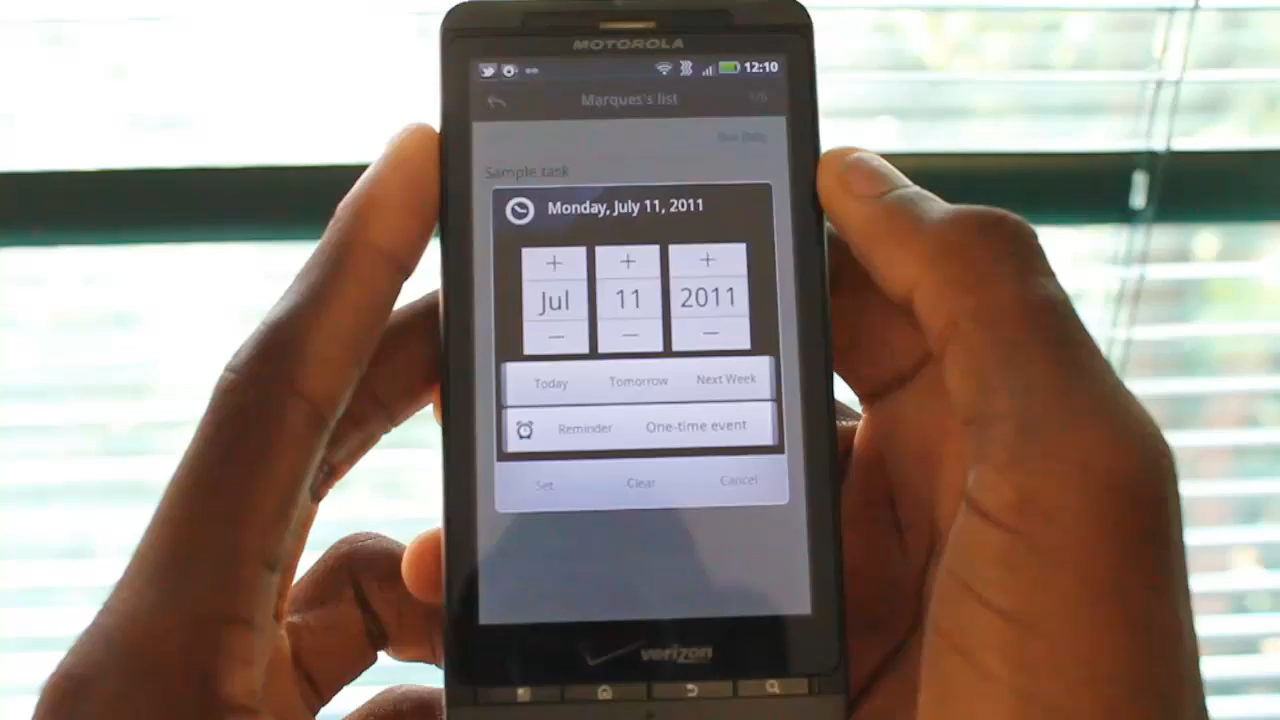 MOTOROLA
12:10
Marques's list
Sample task
Monday, July 11, 2011
+ + +
Jul 11 2011
− − −
Today Tomorrow Next Week
Reminder One-time event
Set Clear Cancel
verizon